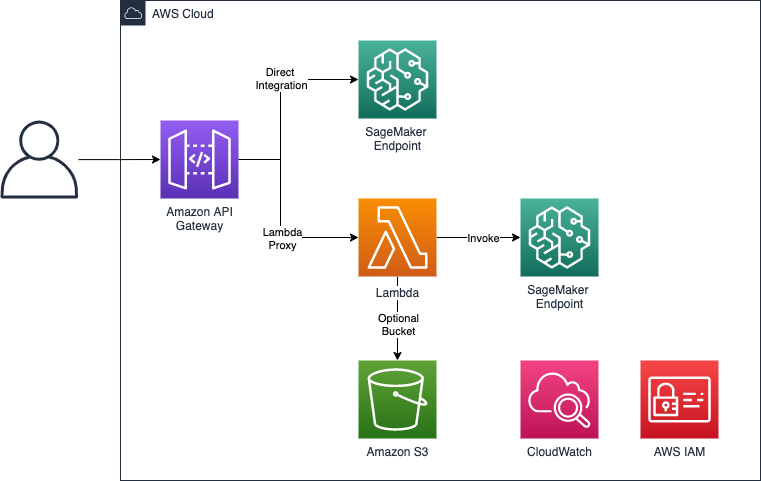 AWS Cloud
Direct
Integration
SageMaker
Endpoint
Amazon API
Gateway
Lambda
Proxy
Invoke
Lambda
SageMaker
Endpoint
Optional
Bucket
Amazon S3
CloudWatch
AWS IAM